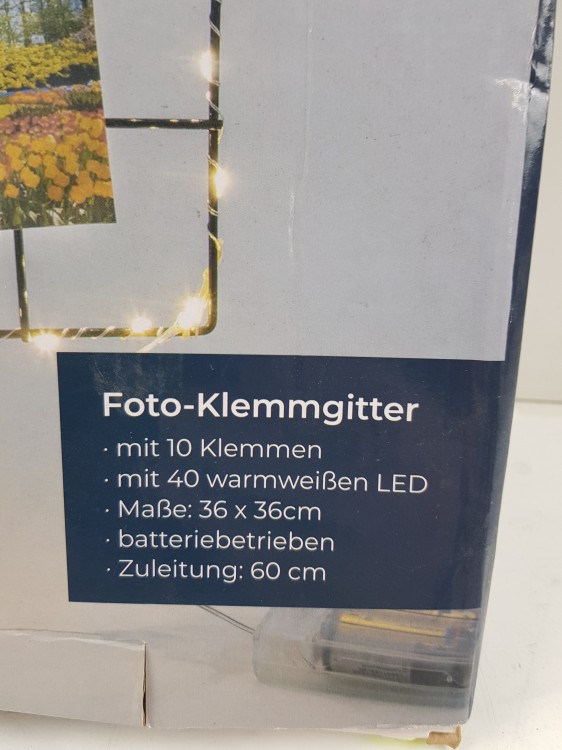 Foto-Klemmgitter
· mit 10 Klemmen
· mit 40 warmweißen LED
· Maße: 36 x 36cm
· batteriebetrieben
· Zuleitung: 60 cm